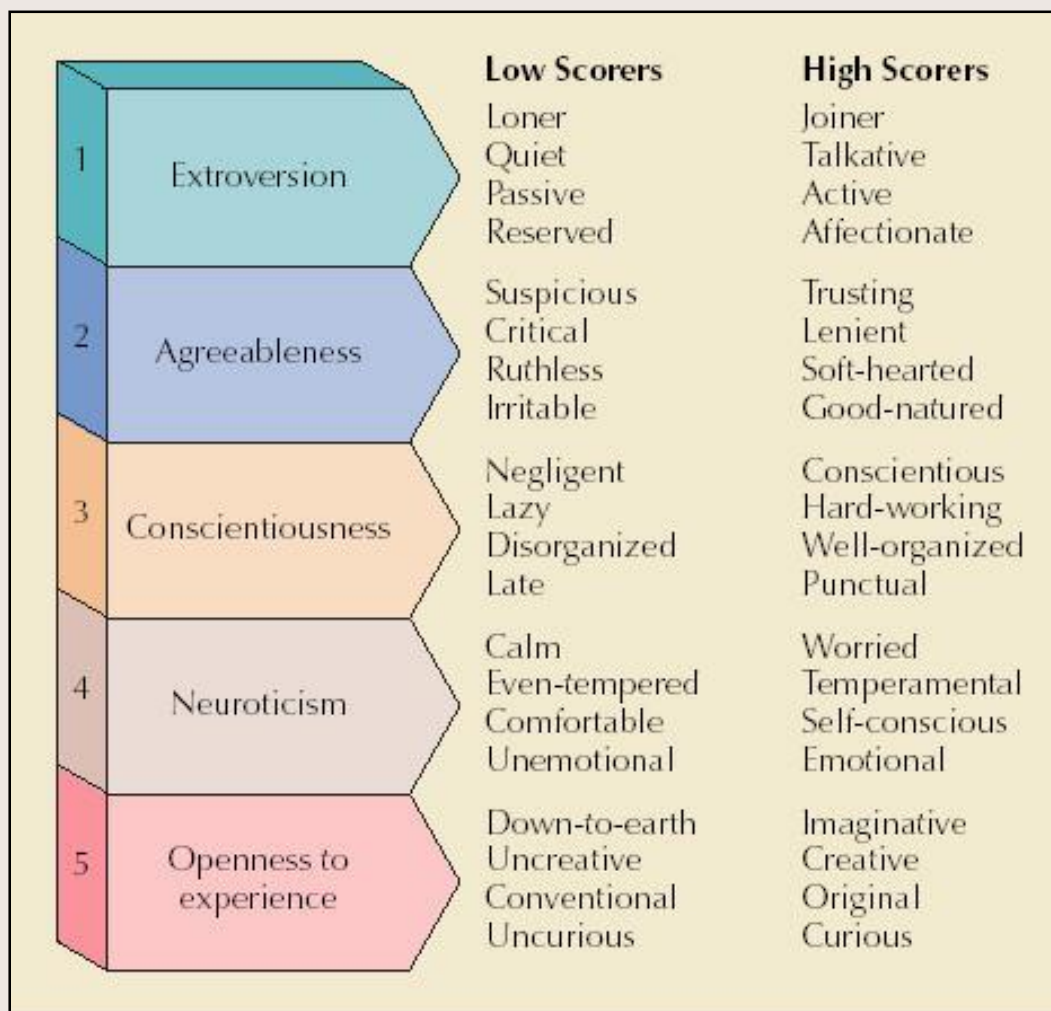 Low Scorers High Scorers
1 Extroversion
Loner Joiner
Quiet Talkative
Passive Active
Reserved Affectionate
2 Agreeableness
Suspicious Trusting
Critical Lenient
Ruthless Soft-hearted
Irritable Good-natured
3 Conscientiousness
Negligent Conscientious
Lazy Hard-working
Disorganized Well-organized
Late Punctual
4 Neuroticism
Calm Worried
Even-tempered Temperamental
Comfortable Self-conscious
Unemotional Emotional
5 Openness to
experience
Down-to-earth Imaginative
Uncreative Creative
Conventional Original
Uncurious Curious